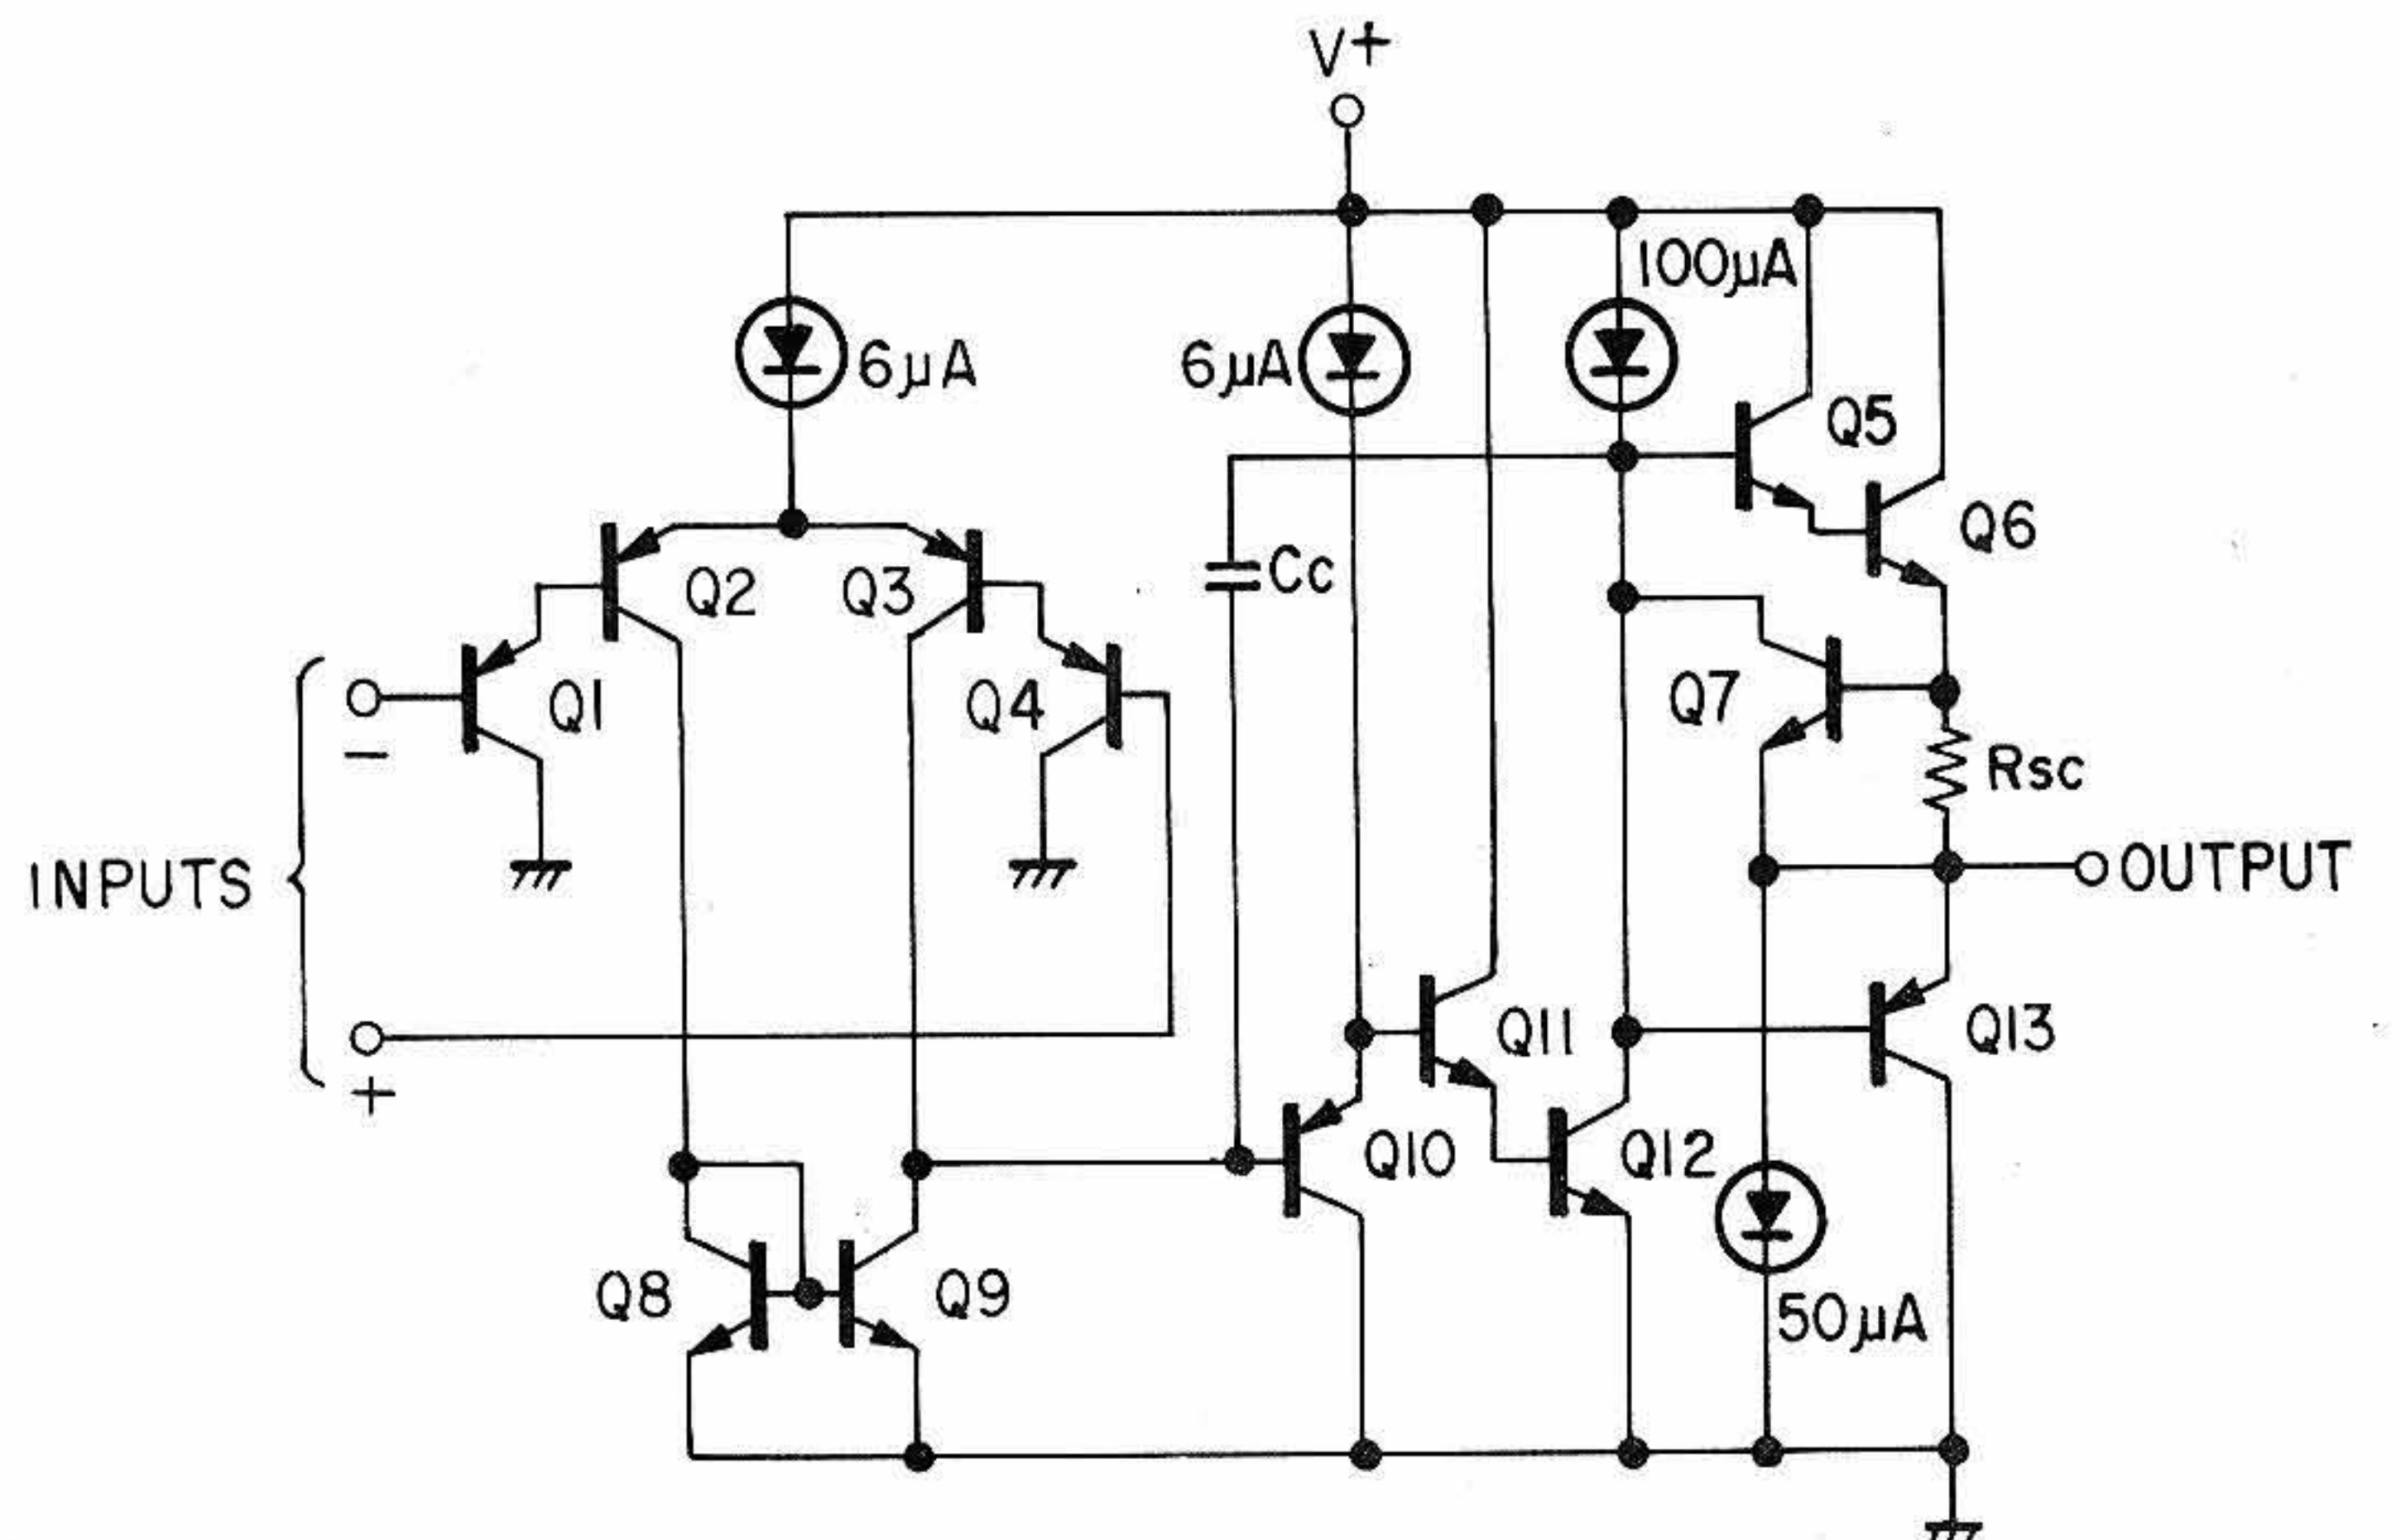 V+
100μA
6μA
6μA
Q5
Q6
Q2
Q3
Cc
Q1
Q4
Q7
−
Rsc
INPUTS
OUTPUT
Q11
Q13
+
Q10
Q12
Q8
Q9
50μA